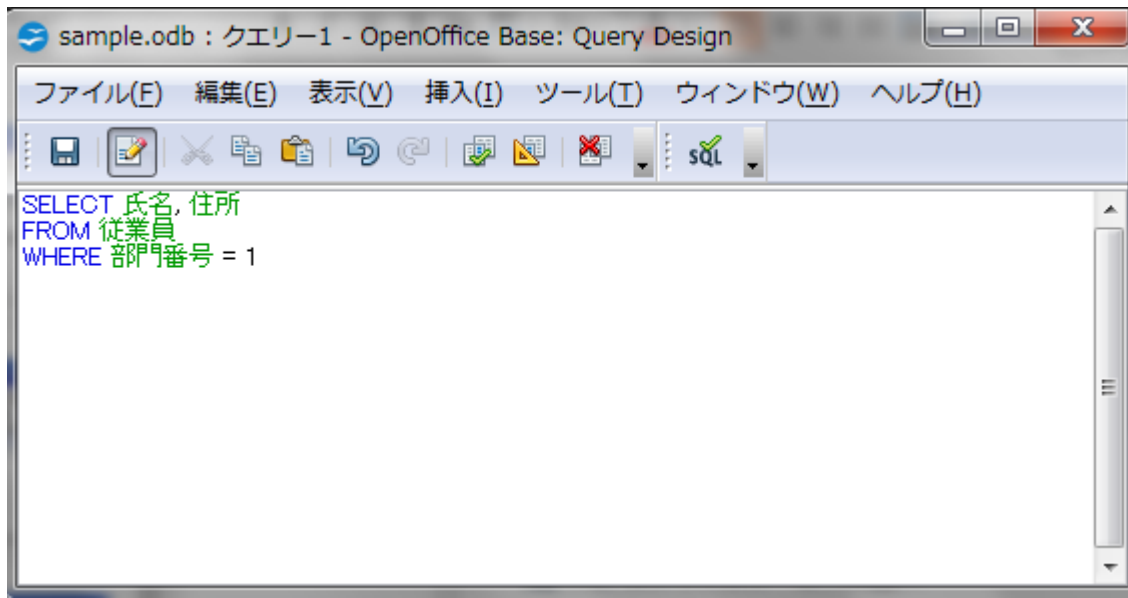 sample.odb : クエリー1 - OpenOffice Base: Query Design
ファイル(F) 編集(E) 表示(V) 挿入(I) ツール(T) ウィンドウ(W) ヘルプ(H)
SQL
SELECT 氏名, 住所
FROM 従業員
WHERE 部門番号 = 1